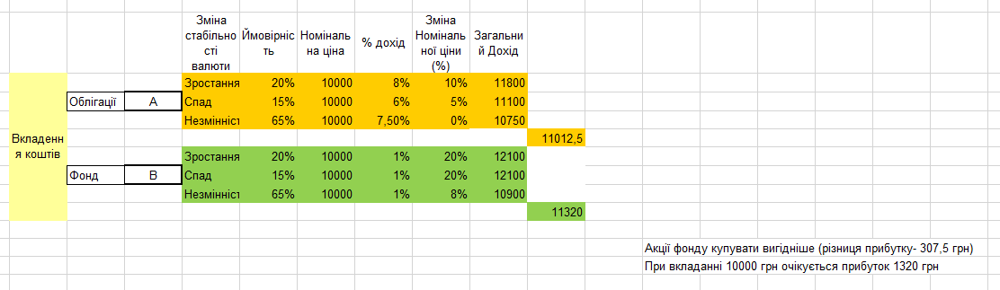 Зміна стабільно сті валюти Ймовірніс ть Номіналь на ціна % дохід Зміна Номіналь ної ціни (%) Загальни й Дохід
Зростання 20% 10000 8% 10% 11800
Облігації А Спад 15% 10000 6% 5% 11100
Незмінніст 65% 10000 7,50% 0% 10750
11012,5
Вкладенн я коштів
Зростання 20% 10000 1% 20% 12100
Фонд В Спад 15% 10000 1% 20% 12100
Незмінніст 65% 10000 1% 8% 10900
11320
Акції фонду купувати вигідніше (різниця прибутку- 307,5 грн)
При вкладанні 10000 грн очікується прибуток 1320 грн